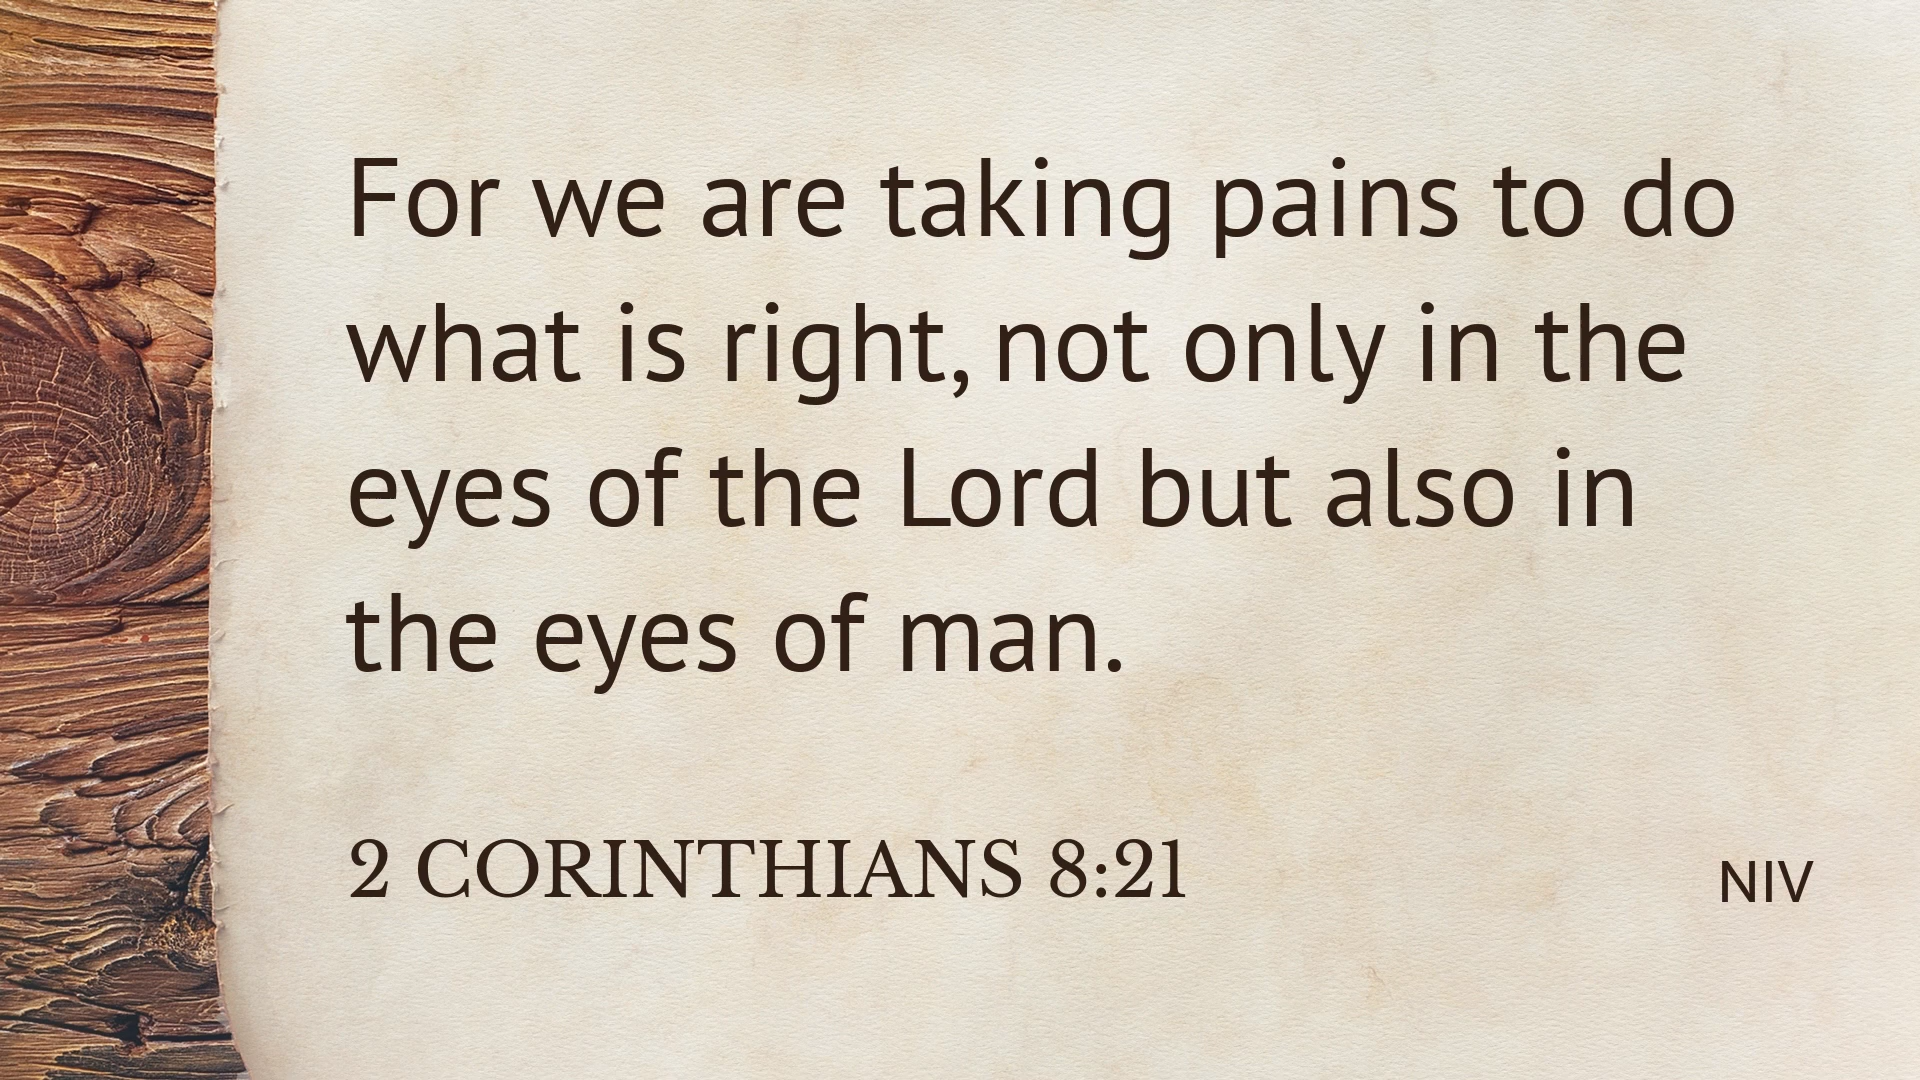 For we are taking pains to do
what is right, not only in the
eyes of the Lord but also in
the eyes of man.
2 CORINTHIANS 8:21
NIV